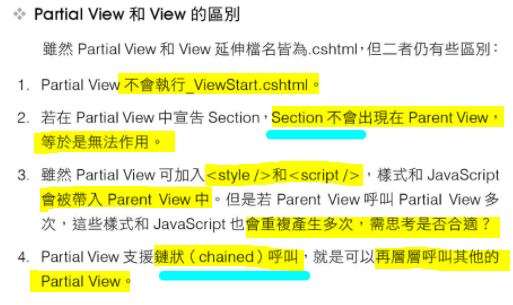 ❖ Partial View 和 View 的區別
雖然 Partial View 和 View 延伸檔名皆為.cshtml，但二者仍有些區別：
1. Partial View 不會執行_ViewStart.cshtml。
2. 若在 Partial View 中宣告 Section，Section 不會出現在 Parent View，
等於是無法作用。
3. 雖然 Partial View 可加入<style />和<script />，樣式和 JavaScript
會被帶入 Parent View 中。但是若 Parent View 呼叫 Partial View 多
次，這些樣式和 JavaScript 也會重複產生多次，需思考是否合適？
4. Partial View 支援鏈狀（chained）呼叫，就是可以再層層呼叫其他的
Partial View。